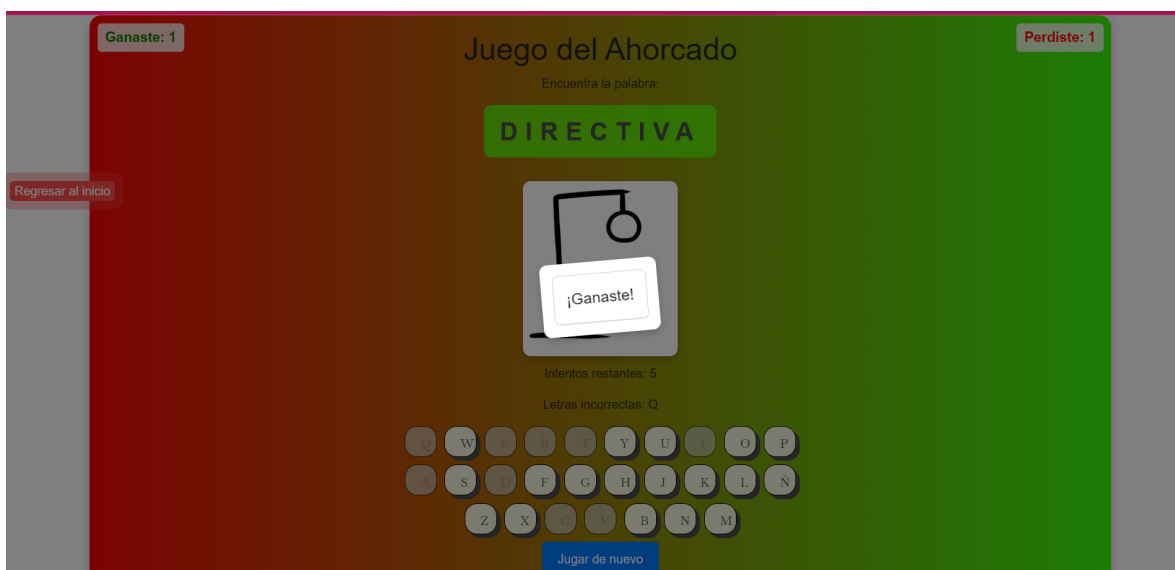 Ganaste: 1
Perdiste: 1
Juego del Ahorcado
Encuentra la palabra:
DIRECTIVA
Regresar al inicio
¡Ganaste!
Intentos restantes: 5
Letras incorrectas: Q
Q W E R T Y U I O P
A S D F G H J K L Ñ
Z X C V B N M
Jugar de nuevo